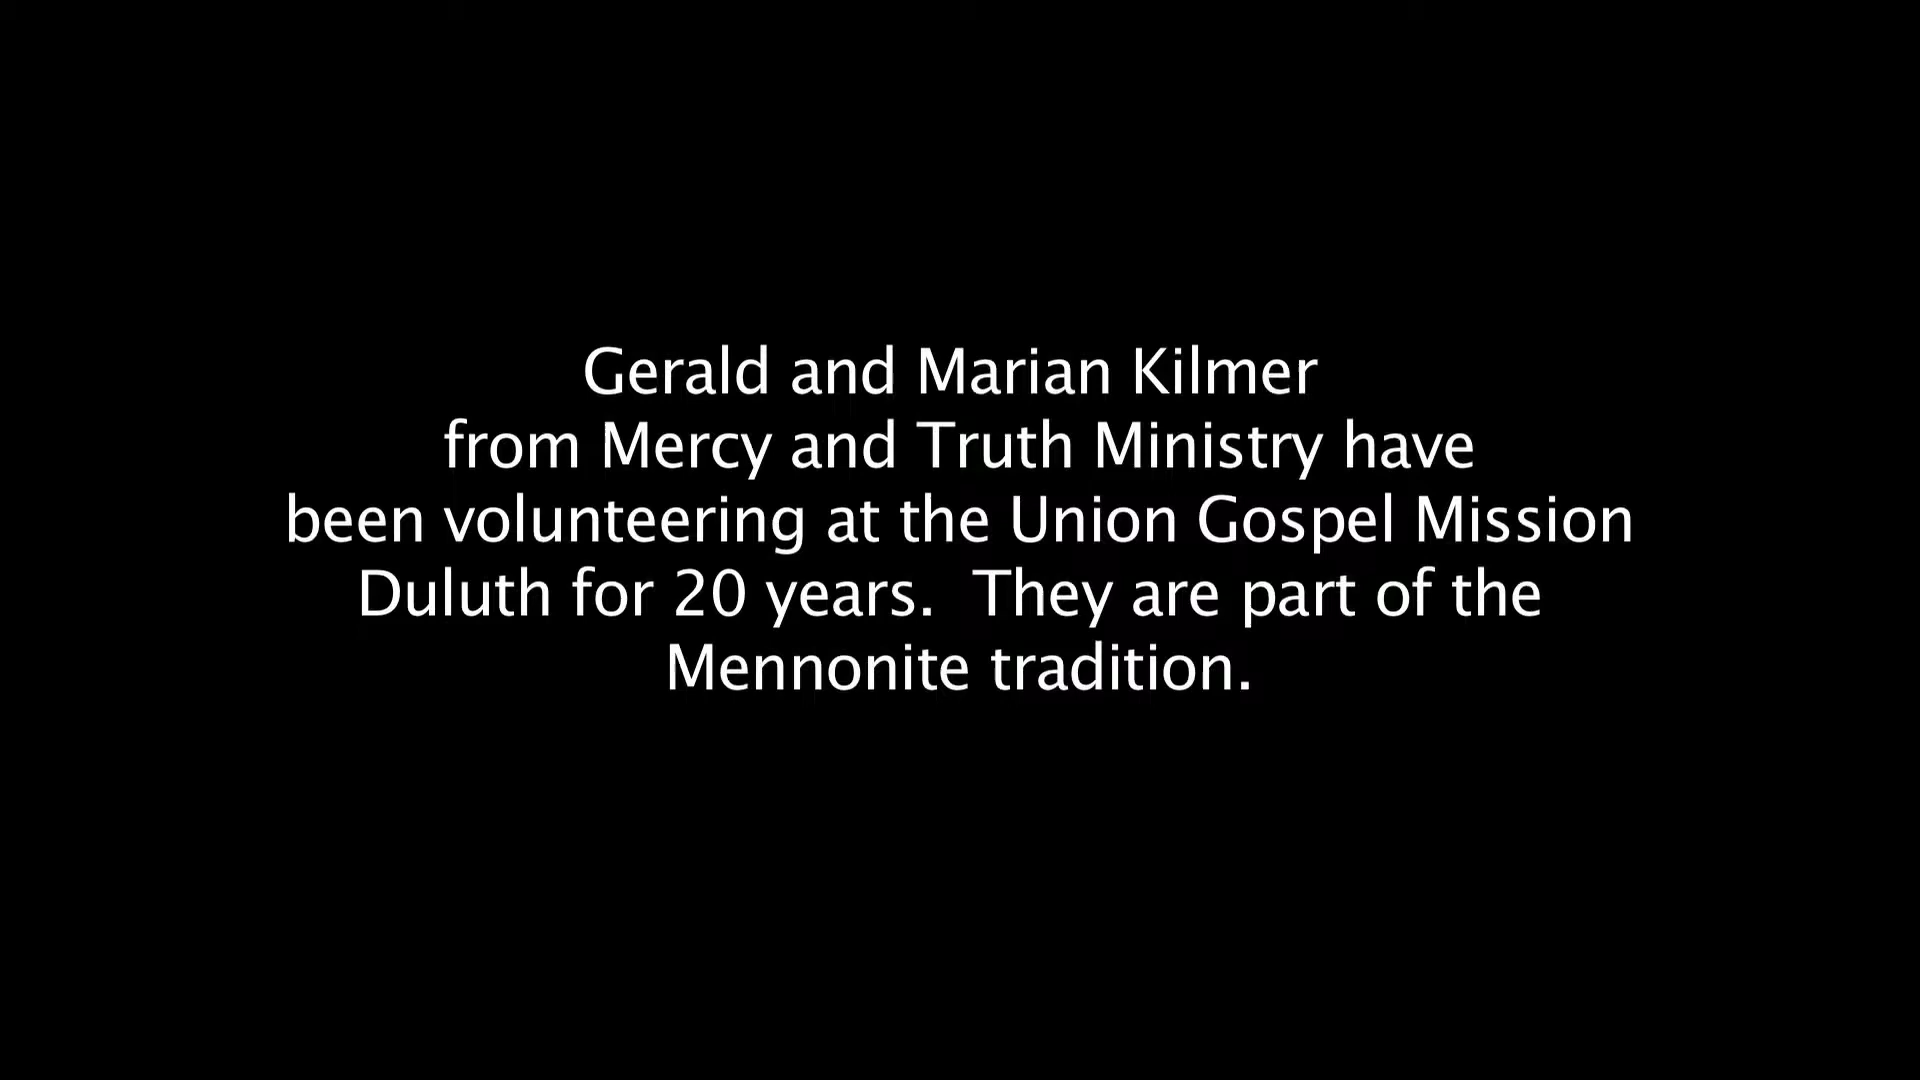 Gerald and Marian Kilmer
from Mercy and Truth Ministry have
been volunteering at the Union Gospel Mission
Duluth for 20 years.  They are part of the
Mennonite tradition.